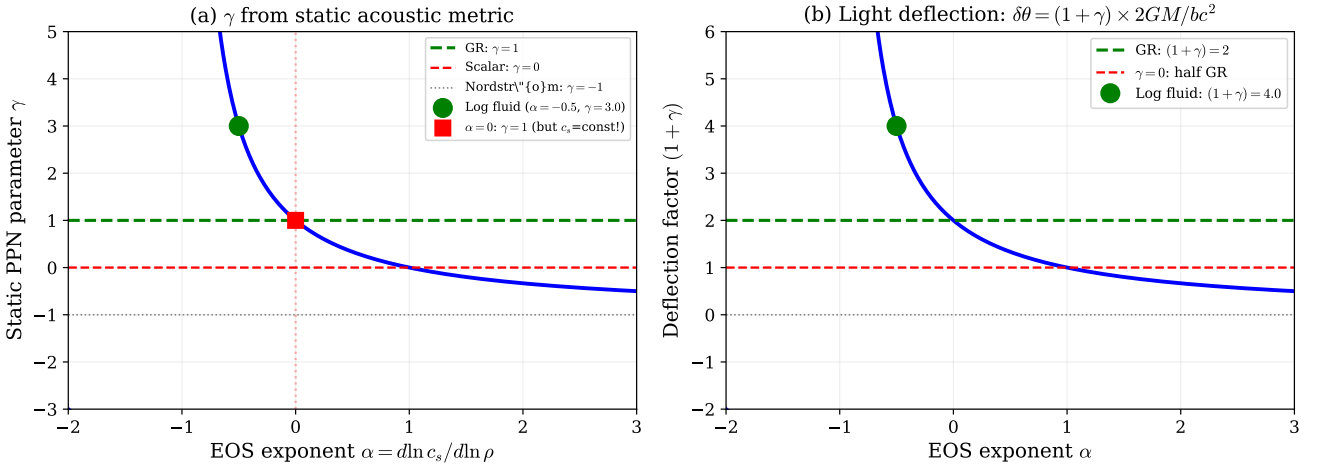 (a) γ from static acoustic metric
Static PPN parameter γ
5
4
3
2
1
0
−1
−2
−3
GR: γ = 1
Scalar: γ = 0
Nordstr\"{o}m: γ = −1
Log fluid (α = −0.5, γ = 3.0)
α = 0: γ = 1 (but c_s = const!)
−2 −1 0 1 2 3
EOS exponent α = d ln c_s/d ln ρ
(b) Light deflection: δθ = (1 + γ) × 2GM/bc²
Deflection factor (1 + γ)
6
5
4
3
2
1
0
−1
−2
GR: (1 + γ) = 2
γ = 0: half GR
Log fluid: (1 + γ) = 4.0
−2 −1 0 1 2 3
EOS exponent α